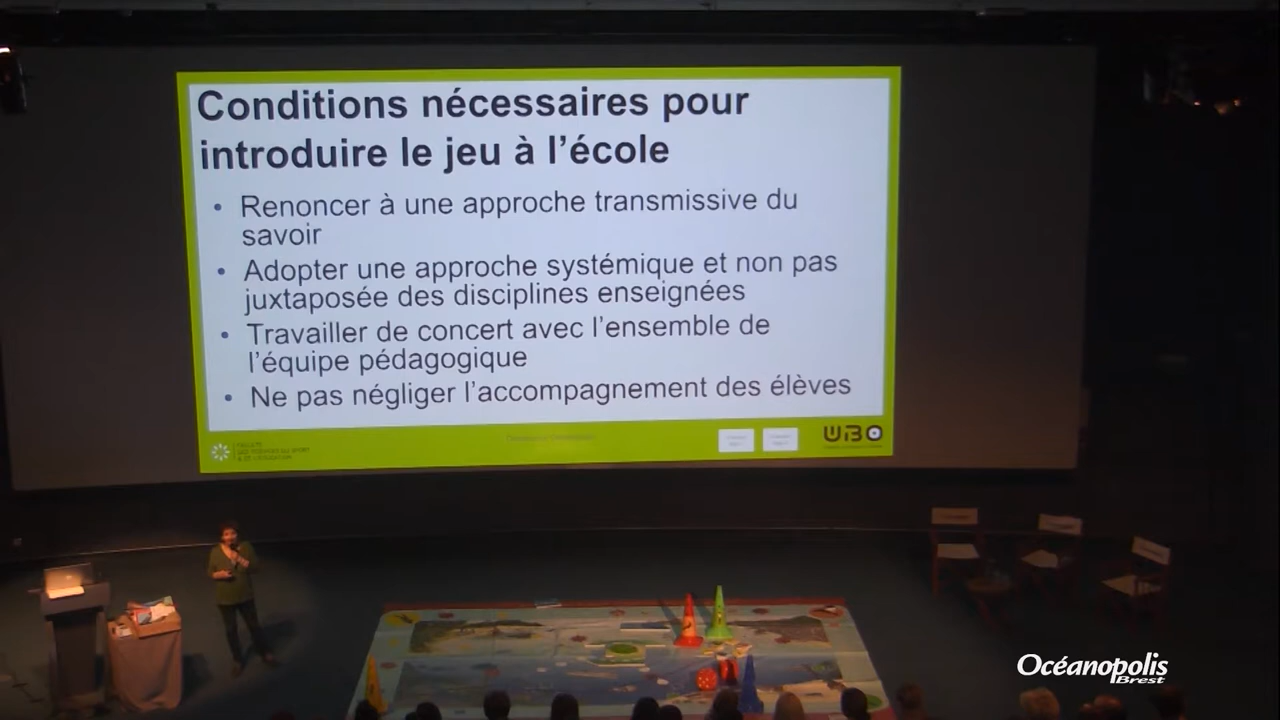 Conditions nécessaires pour
introduire le jeu à l'école
• Renoncer à une approche transmissive du
savoir
• Adopter une approche systémique et non pas
juxtaposée des disciplines enseignées
• Travailler de concert avec l'ensemble de
l'équipe pédagogique
• Ne pas négliger l'accompagnement des élèves
UBO
Océanopolis
Brest